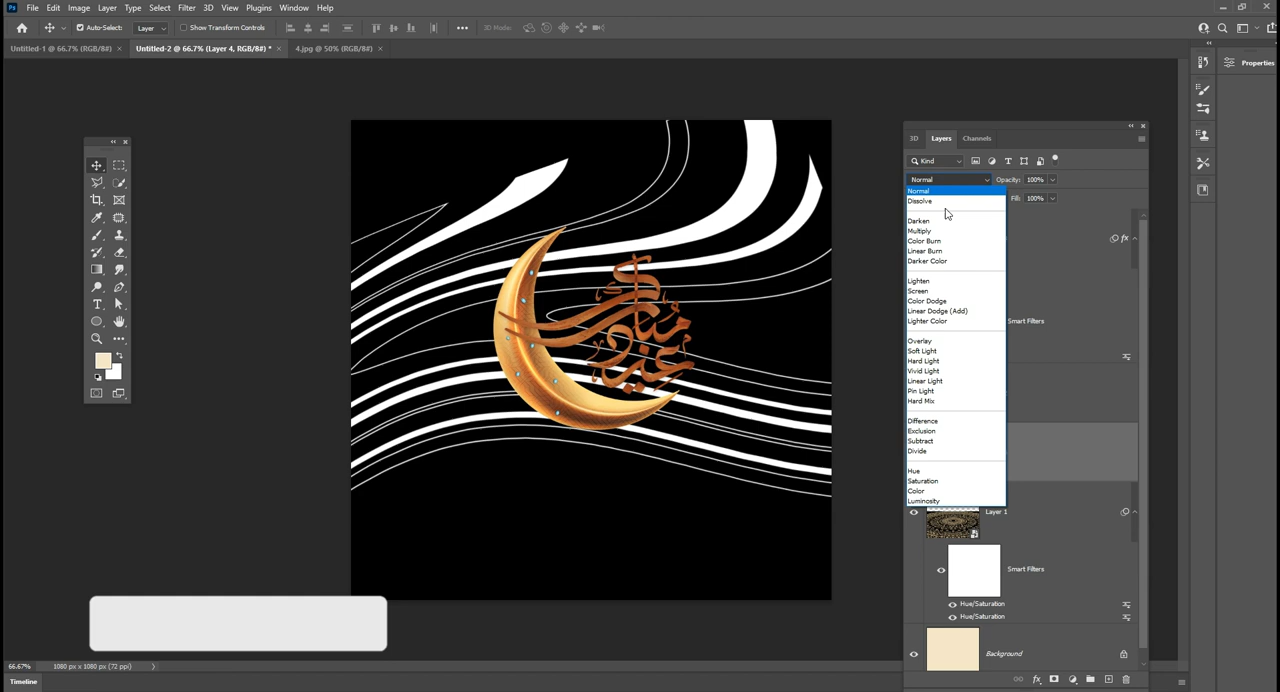 Ps File Edit Image Layer Type Select Filter 3D View Plugins Window Help
Auto-Select: Layer Show Transform Controls 3D Mode:
Untitled-1 @ 66.7% (RGB/8#) × Untitled-2 @ 66.7% (Layer 4, RGB/8#) * × 4.jpg @ 50% (RGB/8#) ×
Properties
3D Layers Channels
Kind
Normal Opacity: 100%
Fill: 100%
Normal
Dissolve
Darken
Multiply
Color Burn
Linear Burn
Darker Color
Lighten
Screen
Color Dodge
Linear Dodge (Add)
Lighter Color
Overlay
Soft Light
Hard Light
Vivid Light
Linear Light
Pin Light
Hard Mix
Difference
Exclusion
Subtract
Divide
Hue
Saturation
Color
Luminosity
fx
Smart Filters
Layer 1
Smart Filters
Hue/Saturation
Hue/Saturation
Background
fx
عيد مبارك
66.67% 1080 px x 1080 px (72 ppi)
Timeline